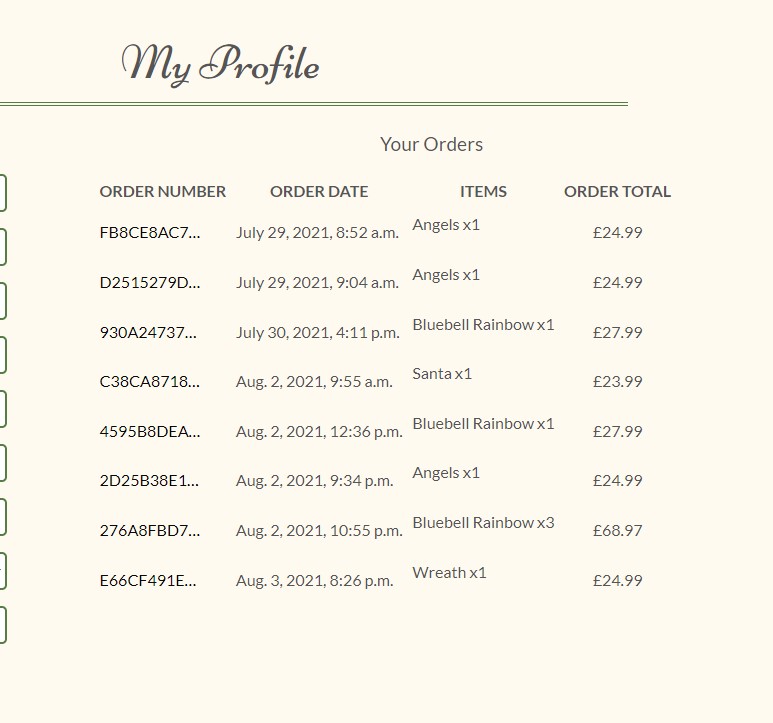 My Profile
Your Orders
ORDER NUMBER ORDER DATE ITEMS ORDER TOTAL
FB8CE8AC7... July 29, 2021, 8:52 a.m. Angels x1 £24.99
D2515279D... July 29, 2021, 9:04 a.m. Angels x1 £24.99
930A24737... July 30, 2021, 4:11 p.m. Bluebell Rainbow x1 £27.99
C38CA8718... Aug. 2, 2021, 9:55 a.m. Santa x1 £23.99
4595B8DEA... Aug. 2, 2021, 12:36 p.m. Bluebell Rainbow x1 £27.99
2D25B38E1... Aug. 2, 2021, 9:34 p.m. Angels x1 £24.99
276A8FBD7... Aug. 2, 2021, 10:55 p.m. Bluebell Rainbow x3 £68.97
E66CF491E... Aug. 3, 2021, 8:26 p.m. Wreath x1 £24.99